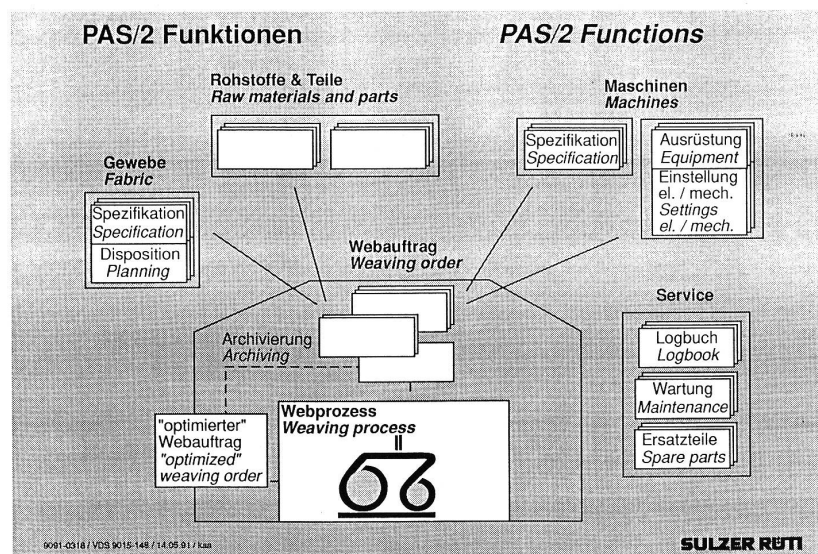 PAS/2 Funktionen
PAS/2 Functions
Rohstoffe & Teile
Raw materials and parts
Maschinen
Machines
Spezifikation
Specification
Ausrüstung
Equipment
Einstellung
el. / mech.
Settings
el. / mech.
Gewebe
Fabric
Spezifikation
Specification
Disposition
Planning
Webauftrag
Weaving order
Service
Archivierung
Archiving
Logbuch
Logbook
Wartung
Maintenance
Ersatzteile
Spare parts
"optimierter"
Webauftrag
"optimized"
weaving order
Webprozess
Weaving process
9091-0318 / VDS 9015-148 / 14.05.91 / kaa
SULZER RÜTI